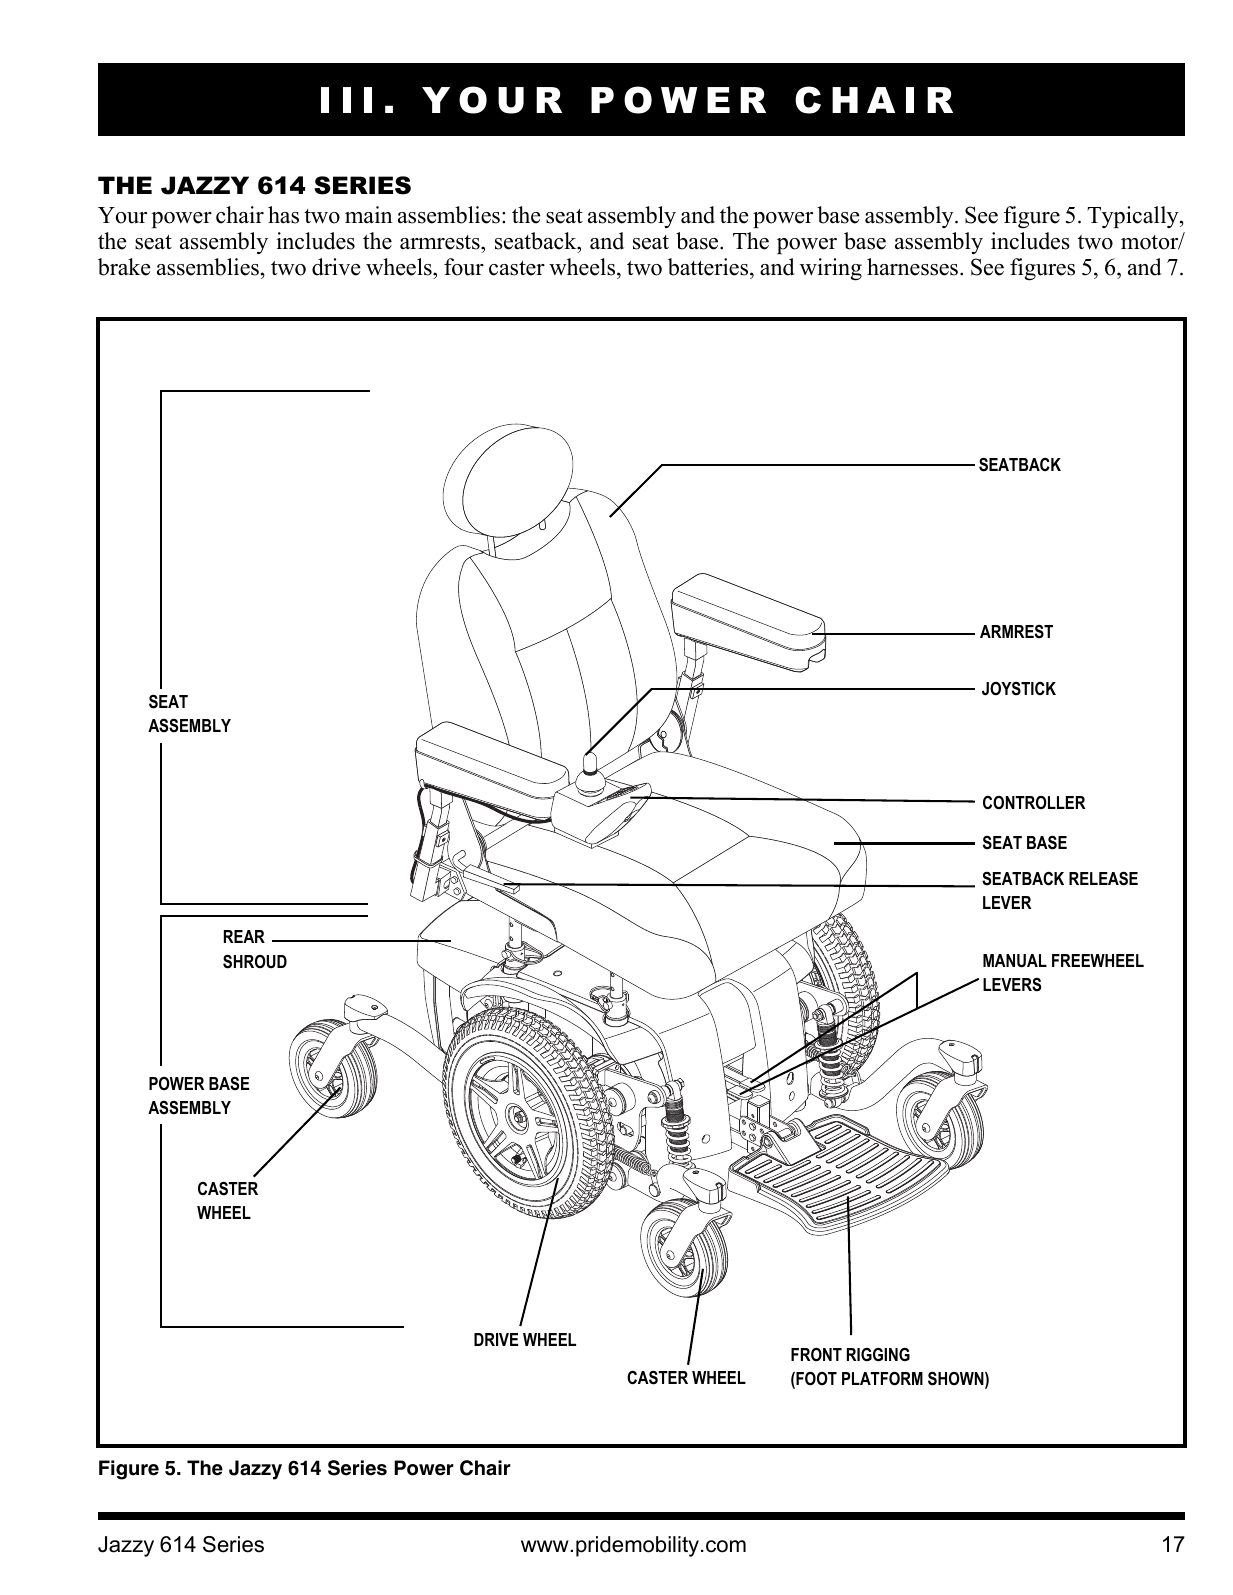 III. YOUR POWER CHAIR
THE JAZZY 614 SERIES
Your power chair has two main assemblies: the seat assembly and the power base assembly. See figure 5. Typically,
the seat assembly includes the armrests, seatback, and seat base. The power base assembly includes two motor/
brake assemblies, two drive wheels, four caster wheels, two batteries, and wiring harnesses. See figures 5, 6, and 7.
SEATBACK
ARMREST
JOYSTICK
SEAT
ASSEMBLY
CONTROLLER
SEAT BASE
SEATBACK RELEASE
LEVER
REAR
SHROUD
MANUAL FREEWHEEL
LEVERS
POWER BASE
ASSEMBLY
CASTER
WHEEL
DRIVE WHEEL
CASTER WHEEL
FRONT RIGGING
(FOOT PLATFORM SHOWN)
Figure 5. The Jazzy 614 Series Power Chair
Jazzy 614 Series
www.pridemobility.com
17